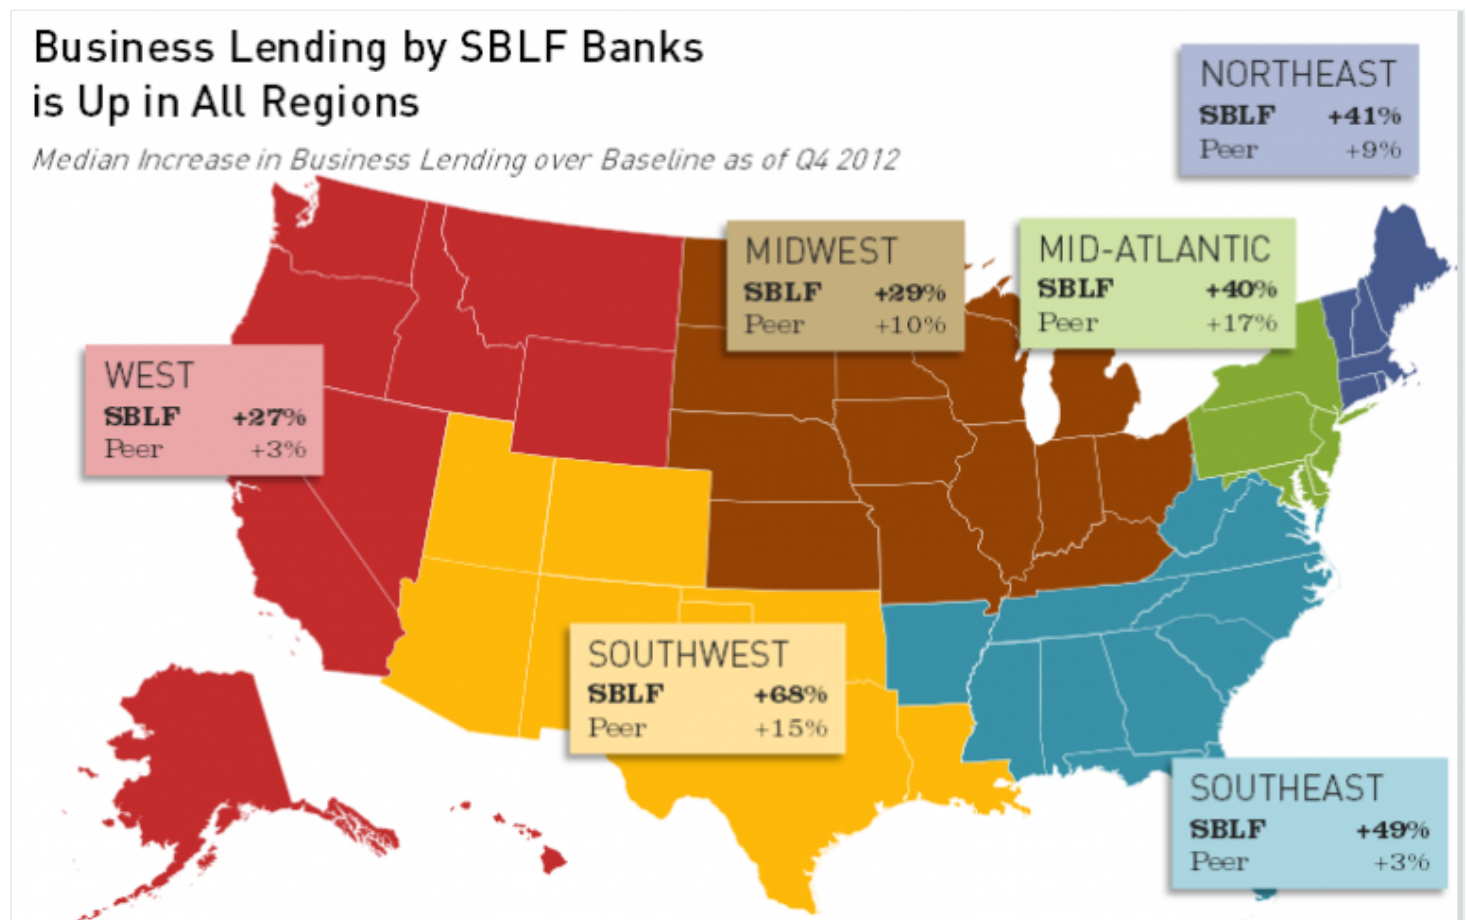 Business Lending by SBLF Banks
is Up in All Regions
Median Increase in Business Lending over Baseline as of Q4 2012
NORTHEAST
SBLF +41%
Peer +9%
MIDWEST
SBLF +29%
Peer +10%
MID-ATLANTIC
SBLF +40%
Peer +17%
WEST
SBLF +27%
Peer +3%
SOUTHWEST
SBLF +68%
Peer +15%
SOUTHEAST
SBLF +49%
Peer +3%